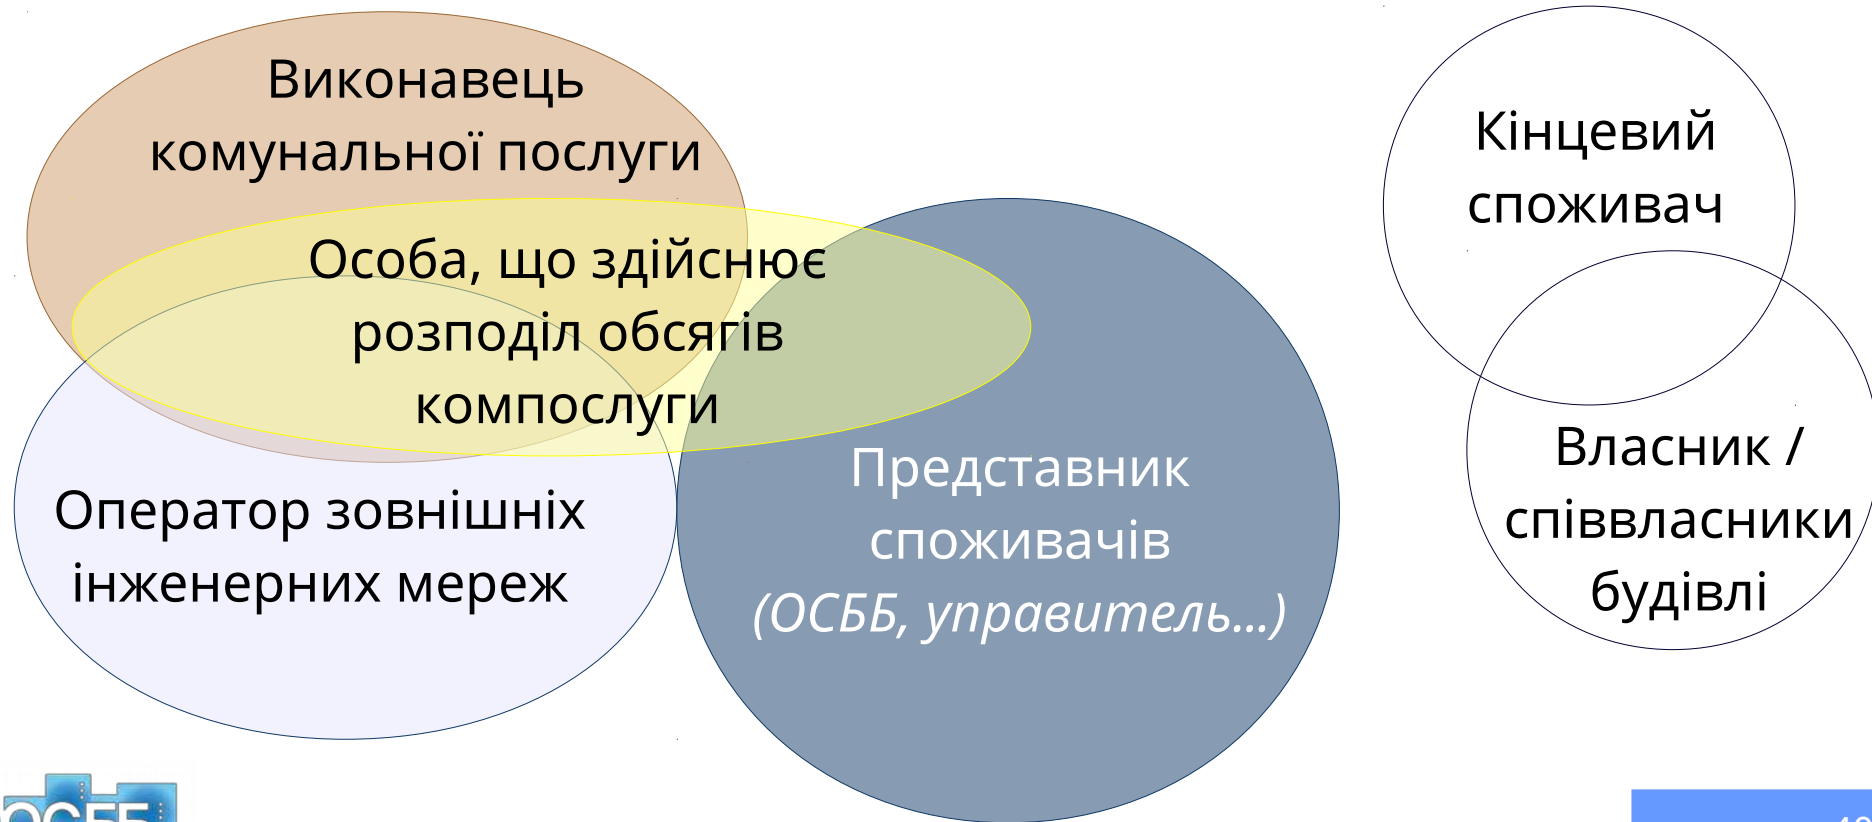 Виконавець
комунальної послуги
Особа, що здійснює
розподіл обсягів
компослуги
Оператор зовнішніх
інженерних мереж
Представник
споживачів
(ОСББ, управитель...)
Кінцевий
споживач
Власник /
співвласники
будівлі
ОСББ